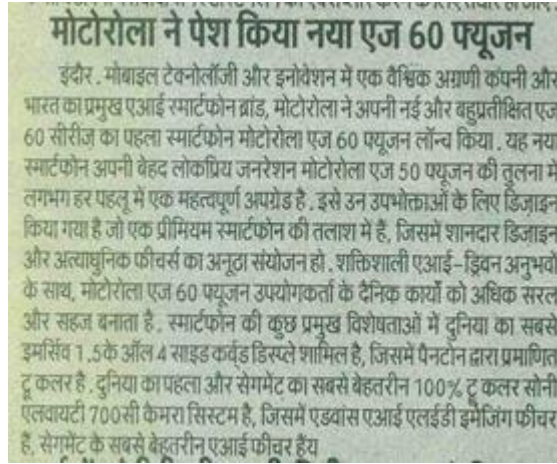 मोटोरोला ने पेश किया नया एज 60 फ्यूजन
इंदौर. मोबाइल टेक्नोलॉजी और इनोवेशन में एक वैश्विक अग्रणी कंपनी और
भारत का प्रमुख एआई स्मार्टफोन ब्रांड, मोटोरोला ने अपनी नई और बहुप्रतीक्षित एज
60 सीरीज का पहला स्मार्टफोन मोटोरोला एज 60 फ्यूजन लॉन्च किया. यह नया
स्मार्टफोन अपनी बेहद लोकप्रिय जनरेशन मोटोरोला एज 50 फ्यूजन की तुलना में
लगभग हर पहलू में एक महत्वपूर्ण अपग्रेड है. इसे उन उपभोक्ताओं के लिए डिज़ाइन
किया गया है जो एक प्रीमियम स्मार्टफोन की तलाश में हैं, जिसमें शानदार डिजाइन
और अत्याधुनिक फीचर्स का अनूठा संयोजन हो. शक्तिशाली एआई-ड्रिवन अनुभवों
के साथ, मोटोरोला एज 60 फ्यूजन उपयोगकर्ता के दैनिक कार्यों को अधिक सरल
और सहज बनाता है. स्मार्टफोन की कुछ प्रमुख विशेषताओं में दुनिया का सबसे
इमर्सिव 1.5के ऑल 4 साइड कर्व्ड डिस्प्ले शामिल है, जिसमें पैनटोन द्वारा प्रमाणित
ट्रू कलर है. दुनिया का पहला और सेगमेंट का सबसे बेहतरीन 100% ट्रू कलर सोनी
एलवायटी 700सी कैमरा सिस्टम है, जिसमें एडवांस एआई एलईडी इमेजिंग फीचर
हैं, सेगमेंट के सबसे बेहतरीन एआई फीचर हैंय